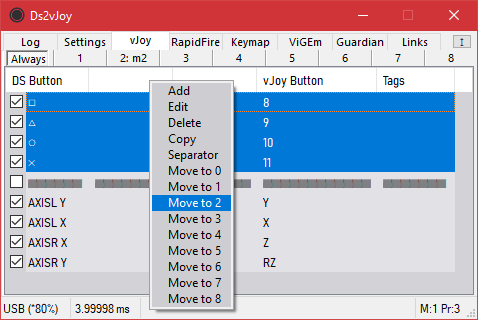 Ds2vJoy
Log Settings vJoy RapidFire Keymap ViGEm Guardian Links
Always 1 2: m2 3 4 5 6 7 8
DS Button vJoy Button Tags
□ 8
△ 9
○ 10
× 11
AXISL Y Y
AXISL X X
AXISR X Z
AXISR Y RZ
Add
Edit
Delete
Copy
Separator
Move to 0
Move to 1
Move to 2
Move to 3
Move to 4
Move to 5
Move to 6
Move to 7
Move to 8
USB (*80%) 3.99998 ms M:1 Pr:3